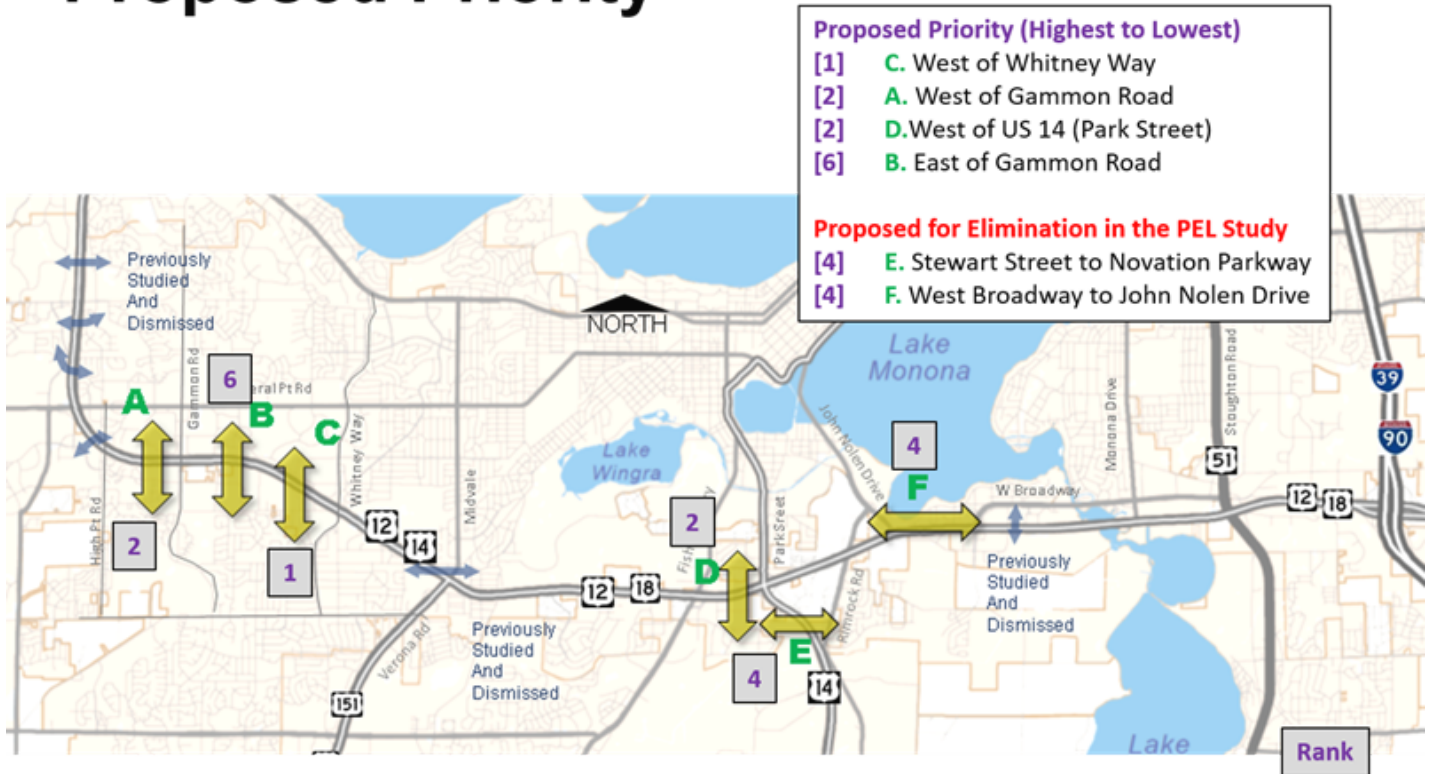 Proposed Priority
Proposed Priority (Highest to Lowest)
[1] C. West of Whitney Way
[2] A. West of Gammon Road
[2] D.West of US 14 (Park Street)
[6] B. East of Gammon Road
Proposed for Elimination in the PEL Study
[4] E. Stewart Street to Novation Parkway
[4] F. West Broadway to John Nolen Drive
Previously
Studied
And
Dismissed
NORTH
Lake
Monona
39
90
6
eralPt Rd
Gammon Rd
A
B
C
Whitney Way
Midvale
Lake
Wingra
John Nolen Drive
4
F
W Broadway
Monona Drive
Stoughton Road
51
12
18
High Pt Rd
2
1
12
14
2
D
Park Sreet
12
18
Rimrock Rd
Previously
Studied
And
Dismissed
Previously
Studied
And
Dismissed
Verona Rd
E
4
14
151
Lake
Rank